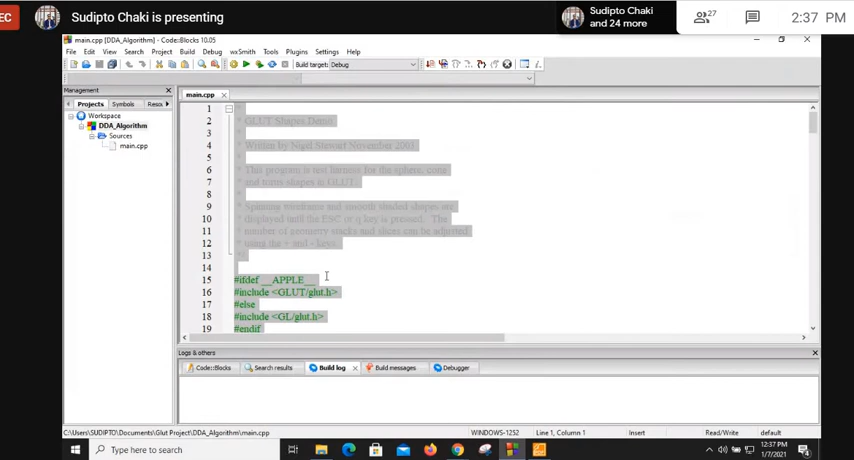 EC
Sudipto Chaki is presenting
Sudipto Chaki
and 24 more
27
2:37 PM
main.cpp [DDA_Algorithm] - Code::Blocks 10.05
File Edit View Search Project Build Debug wxSmith Tools Plugins Settings Help
Build target: Debug
Management
Projects Symbols Resou
main.cpp
Workspace
DDA_Algorithm
Sources
main.cpp
1
2 * GLUT Shapes Demo
3 *
4 * Written by Nigel Stewart November 2003
5 *
6 * This program is test harness for the sphere, cone
7 * and torus shapes in GLUT.
8 *
9 * Spinning wireframe and smooth shaded shapes are
10 * displayed until the ESC or q key is pressed. The
11 * number of geometry stacks and slices can be adjusted
12 * using the + and - keys.
13
14
15 #ifdef __APPLE__
16 #include <GLUT/glut.h>
17 #else
18 #include <GL/glut.h>
19 #endif
Logs & others
Code::Blocks Search results Build log Build messages Debugger
C:\Users\SUDIPTO\Documents\Glut Project\DDA_Algorithm\main.cpp WINDOWS-1252 Line 1, Column 1 Insert Read/Write default
Type here to search
12:37 PM
1/7/2021
4